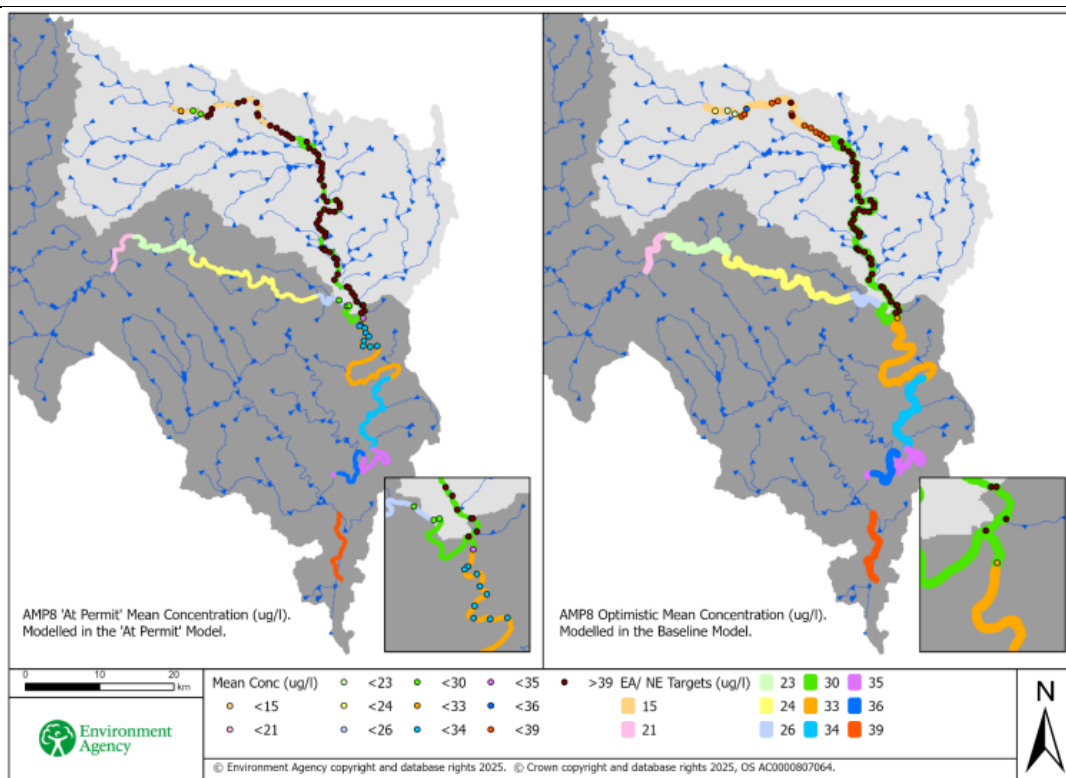 AMP8 'At Permit' Mean Concentration (ug/l).
Modelled in the 'At Permit' Model.
AMP8 Optimistic Mean Concentration (ug/l).
Modelled in the Baseline Model.
0 10 20
km
Environment
Agency
Mean Conc (ug/l) <23 <30 <35 >39 EA/ NE Targets (ug/l) 23 30 35
<15 <24 <33 <36 15 24 33 36
<21 <26 <34 <39 21 26 34 39
N
© Environment Agency copyright and database rights 2025. © Crown copyright and database rights 2025, OS AC0000807064.